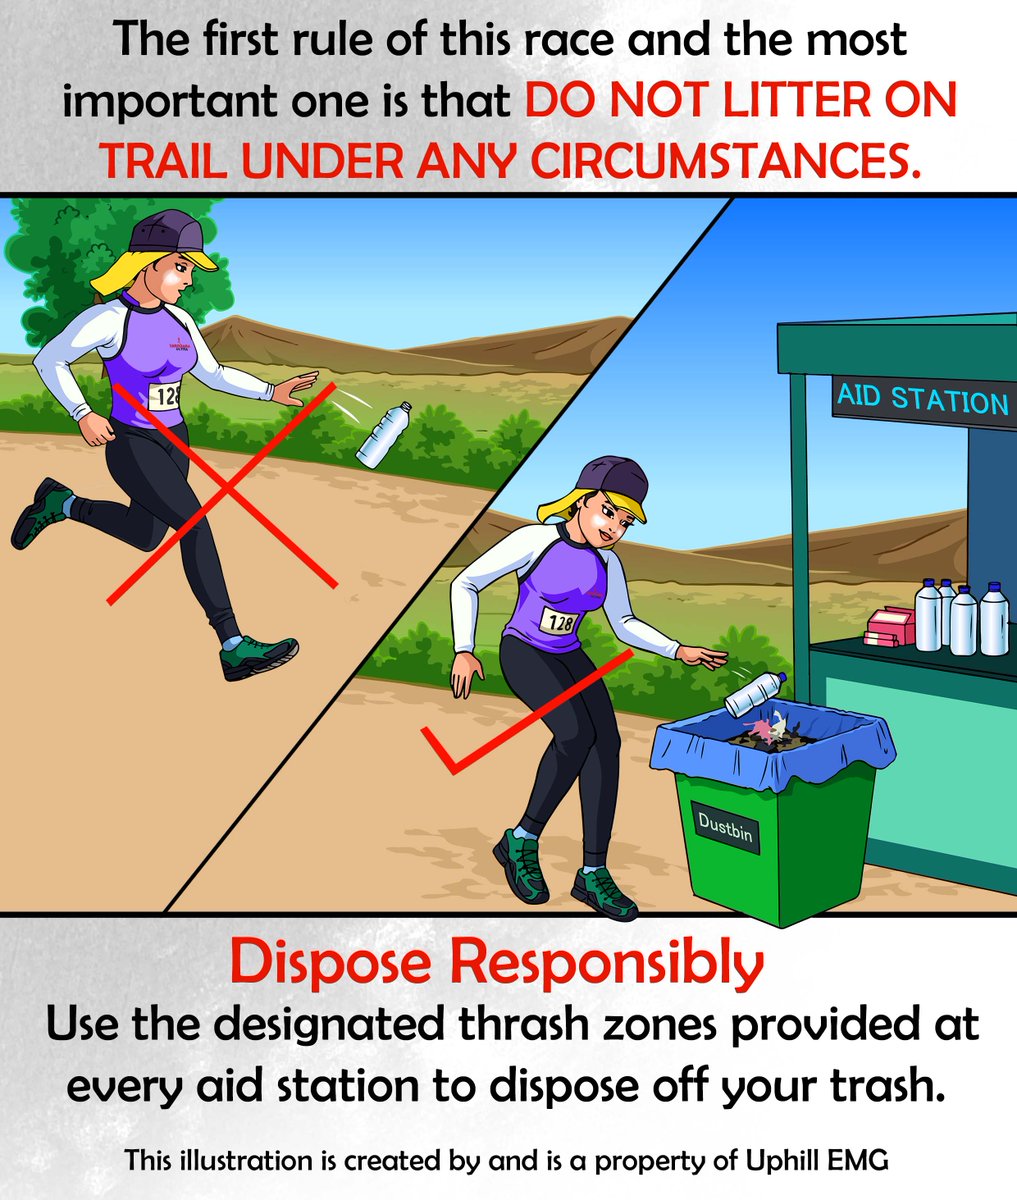 The first rule of this race and the most
important one is that DO NOT LITTER ON
TRAIL UNDER ANY CIRCUMSTANCES.
128
AID STATION
128
Dustbin
Dispose Responsibly
Use the designated thrash zones provided at
every aid station to dispose off your trash.
This illustration is created by and is a property of Uphill EMG